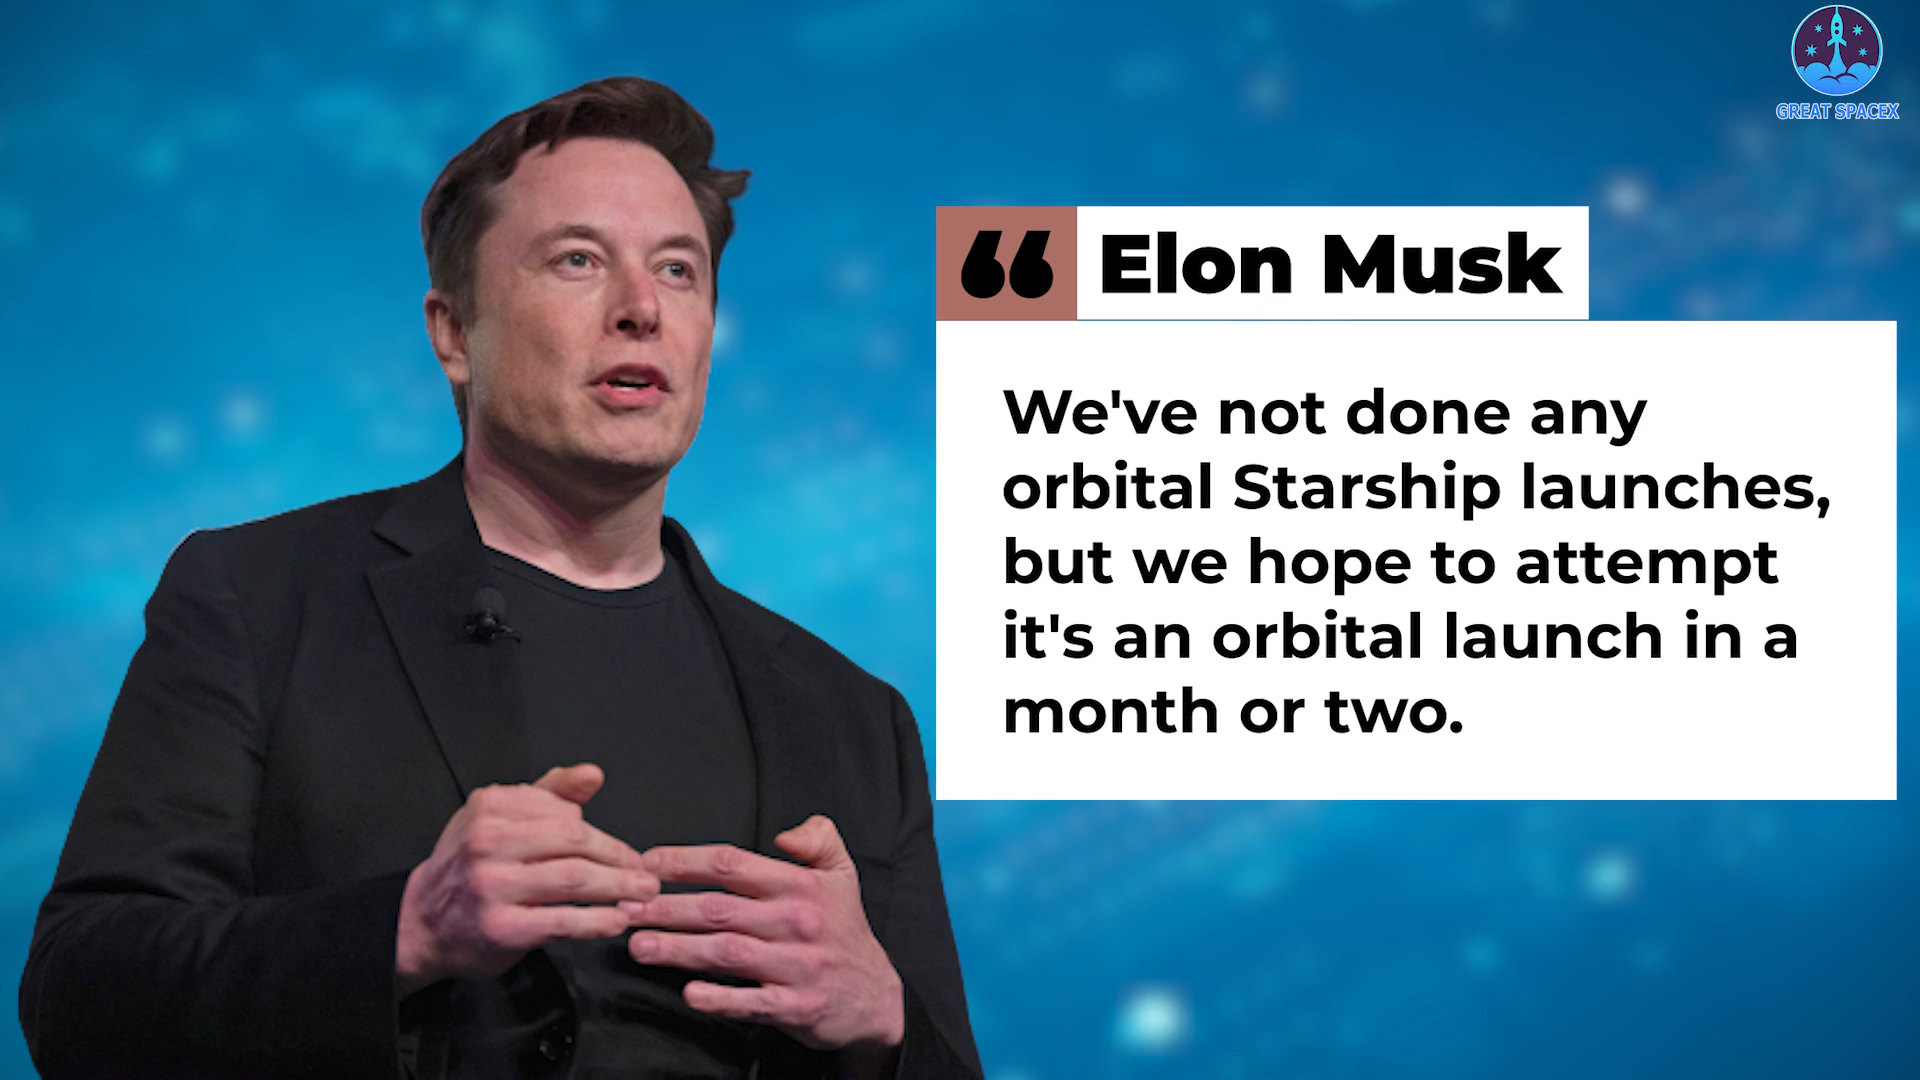 GREAT SPACEX
“ Elon Musk
We've not done any
orbital Starship launches,
but we hope to attempt
it's an orbital launch in a
month or two.